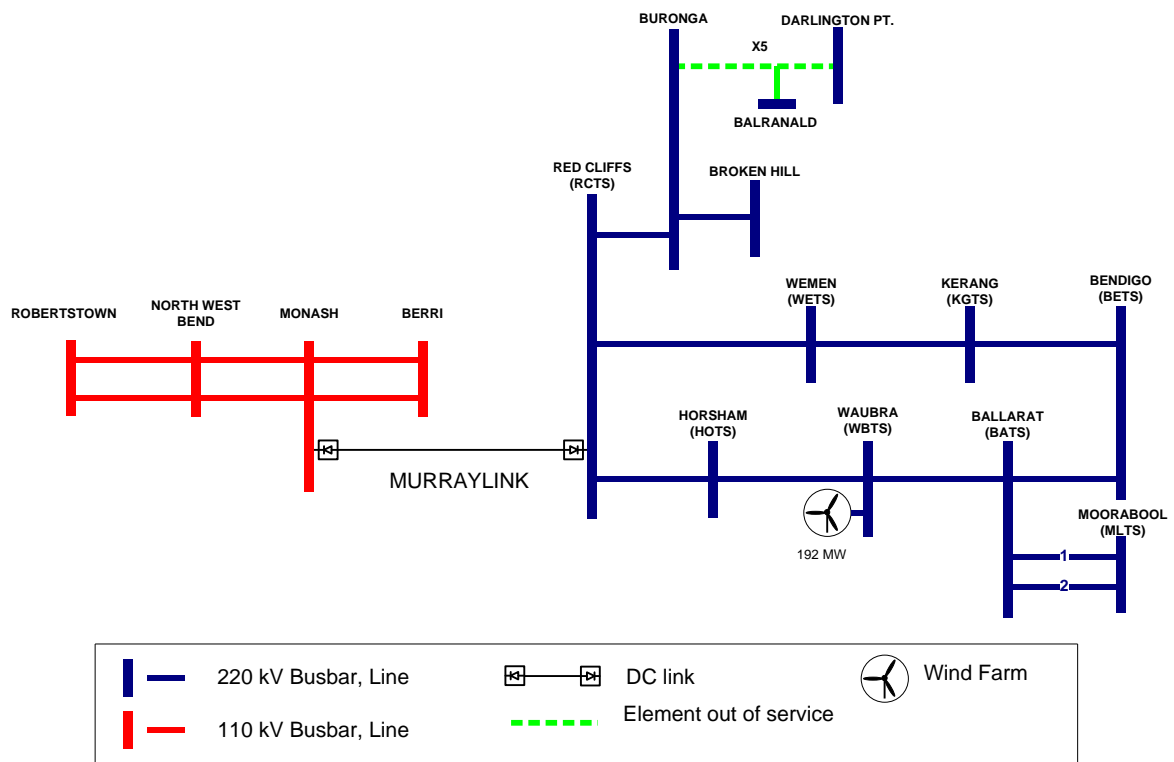 BURONGA
DARLINGTON PT.
X5
BALRANALD
RED CLIFFS
(RCTS)
BROKEN HILL
WEMEN
(WETS)
KERANG
(KGTS)
BENDIGO
(BETS)
ROBERTSTOWN
NORTH WEST
BEND
MONASH
BERRI
HORSHAM
(HOTS)
WAUBRA
(WBTS)
BALLARAT
(BATS)
MURRAYLINK
192 MW
MOORABOOL
(MLTS)
1
2
220 kV Busbar, Line
DC link
Wind Farm
110 kV Busbar, Line
Element out of service